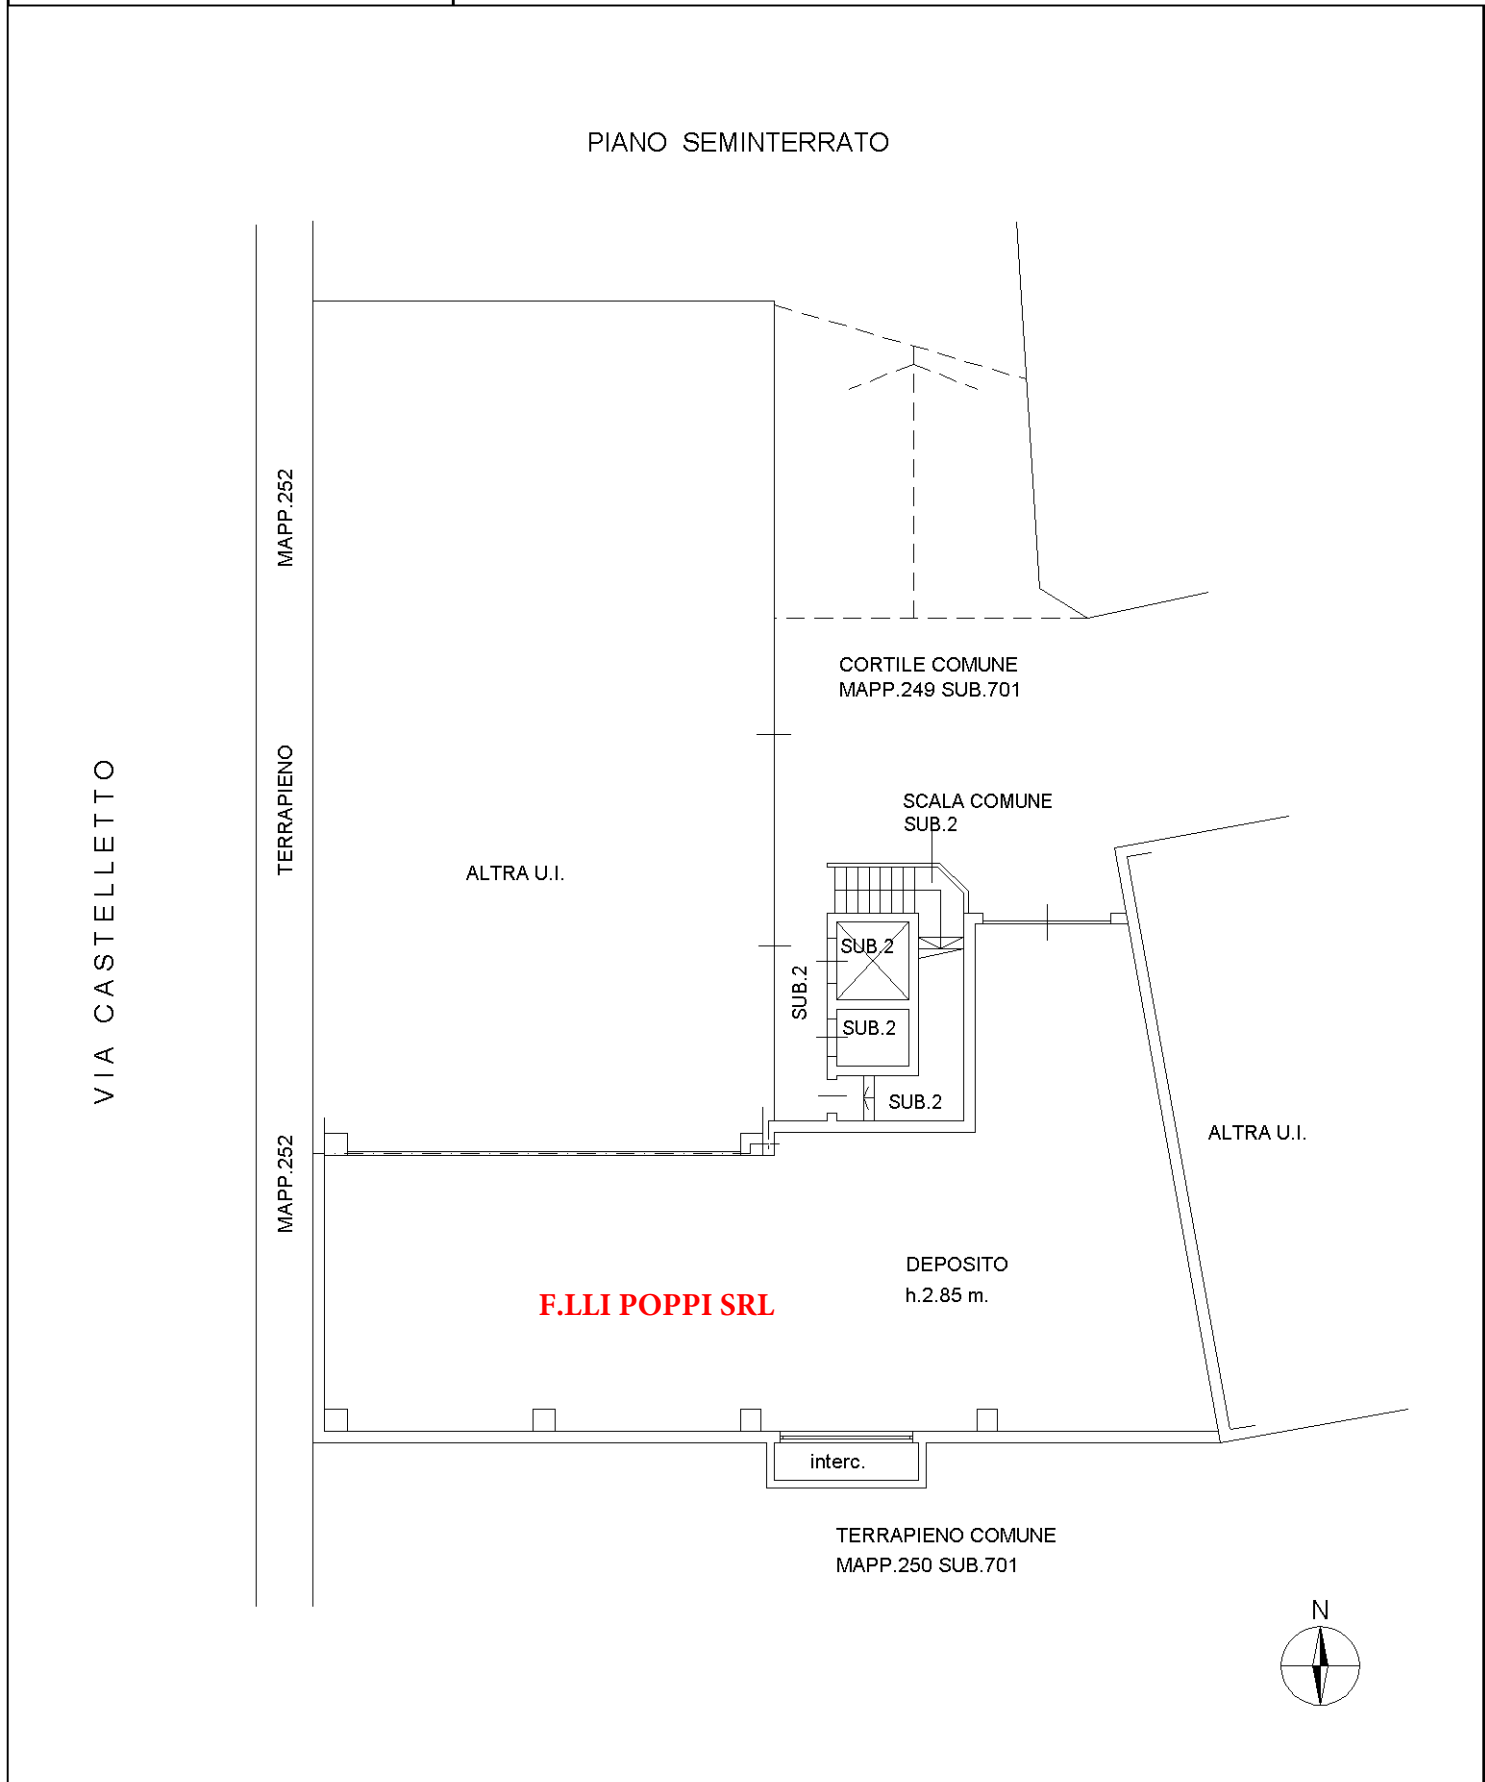 PIANO SEMINTERRATO
MAPP.252
CORTILE COMUNE
MAPP.249 SUB.701
VIA CASTELLETTO
TERRAPIENO
SCALA COMUNE
SUB.2
ALTRA U.I.
SUB.2
SUB.2
SUB.2
SUB.2
ALTRA U.I.
MAPP.252
DEPOSITO
h.2.85 m.
F.LLI POPPI SRL
interc.
TERRAPIENO COMUNE
MAPP.250 SUB.701
N